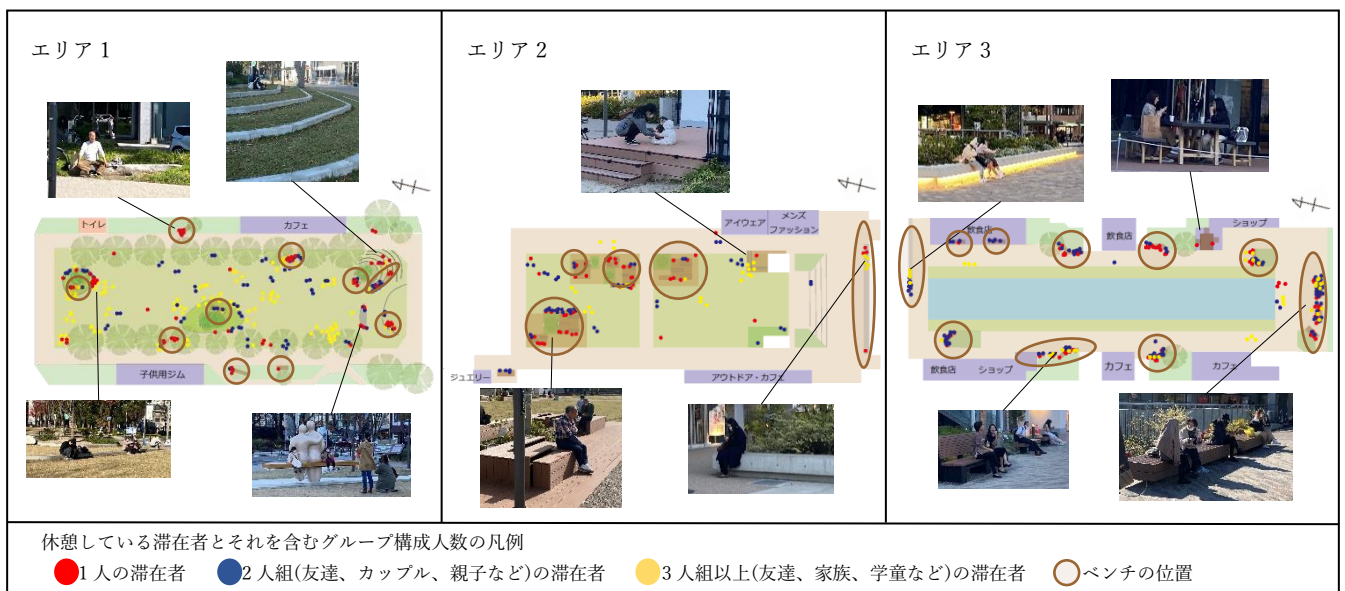 エリア 1
トイレ
カフェ
子供用ジム
エリア 2
アイウェア
メンズ
ファッション
ジュエリー
アウトドア・カフェ
エリア 3
飲食店
飲食店
ショップ
飲食店
ショップ
カフェ
カフェ
休憩している滞在者とそれを含むグループ構成人数の凡例
1 人の滞在者
2 人組(友達、カップル、親子など)の滞在者
3 人組以上(友達、家族、学童など)の滞在者
ベンチの位置